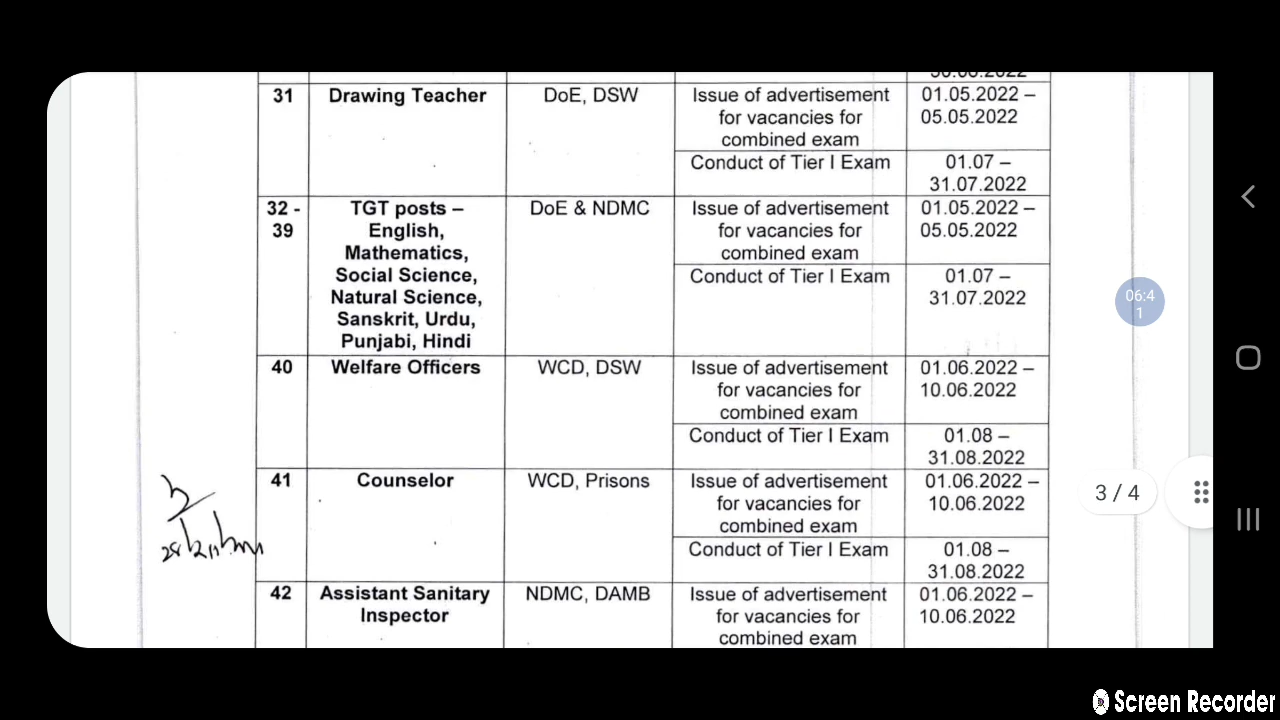 31 Drawing Teacher DoE, DSW Issue of advertisement 01.05.2022 –
for vacancies for 05.05.2022
combined exam
Conduct of Tier I Exam 01.07 –
31.07.2022
32 - TGT posts – DoE & NDMC Issue of advertisement 01.05.2022 –
39 English, for vacancies for 05.05.2022
Mathematics, combined exam
Social Science, Conduct of Tier I Exam 01.07 –
Natural Science, 31.07.2022
Sanskrit, Urdu,
Punjabi, Hindi
40 Welfare Officers WCD, DSW Issue of advertisement 01.06.2022 –
for vacancies for 10.06.2022
combined exam
Conduct of Tier I Exam 01.08 –
31.08.2022
41 Counselor WCD, Prisons Issue of advertisement 01.06.2022 –
for vacancies for 10.06.2022
combined exam
Conduct of Tier I Exam 01.08 –
31.08.2022
42 Assistant Sanitary NDMC, DAMB Issue of advertisement 01.06.2022 –
Inspector for vacancies for 10.06.2022
combined exam
06:4
1
3 / 4
Screen Recorder